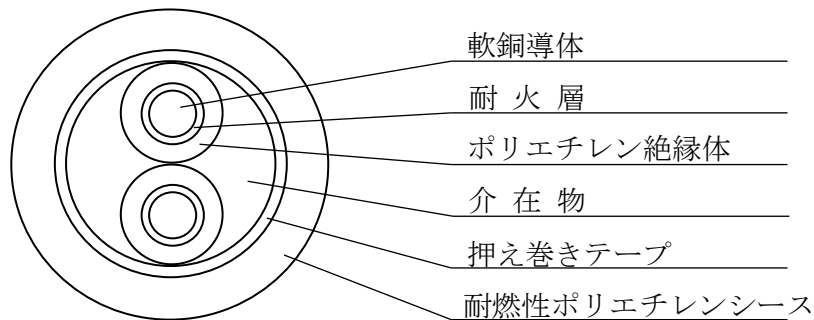 軟銅導体
耐 火 層
ポリエチレン絶縁体
介 在 物
押え巻きテープ
耐燃性ポリエチレンシース